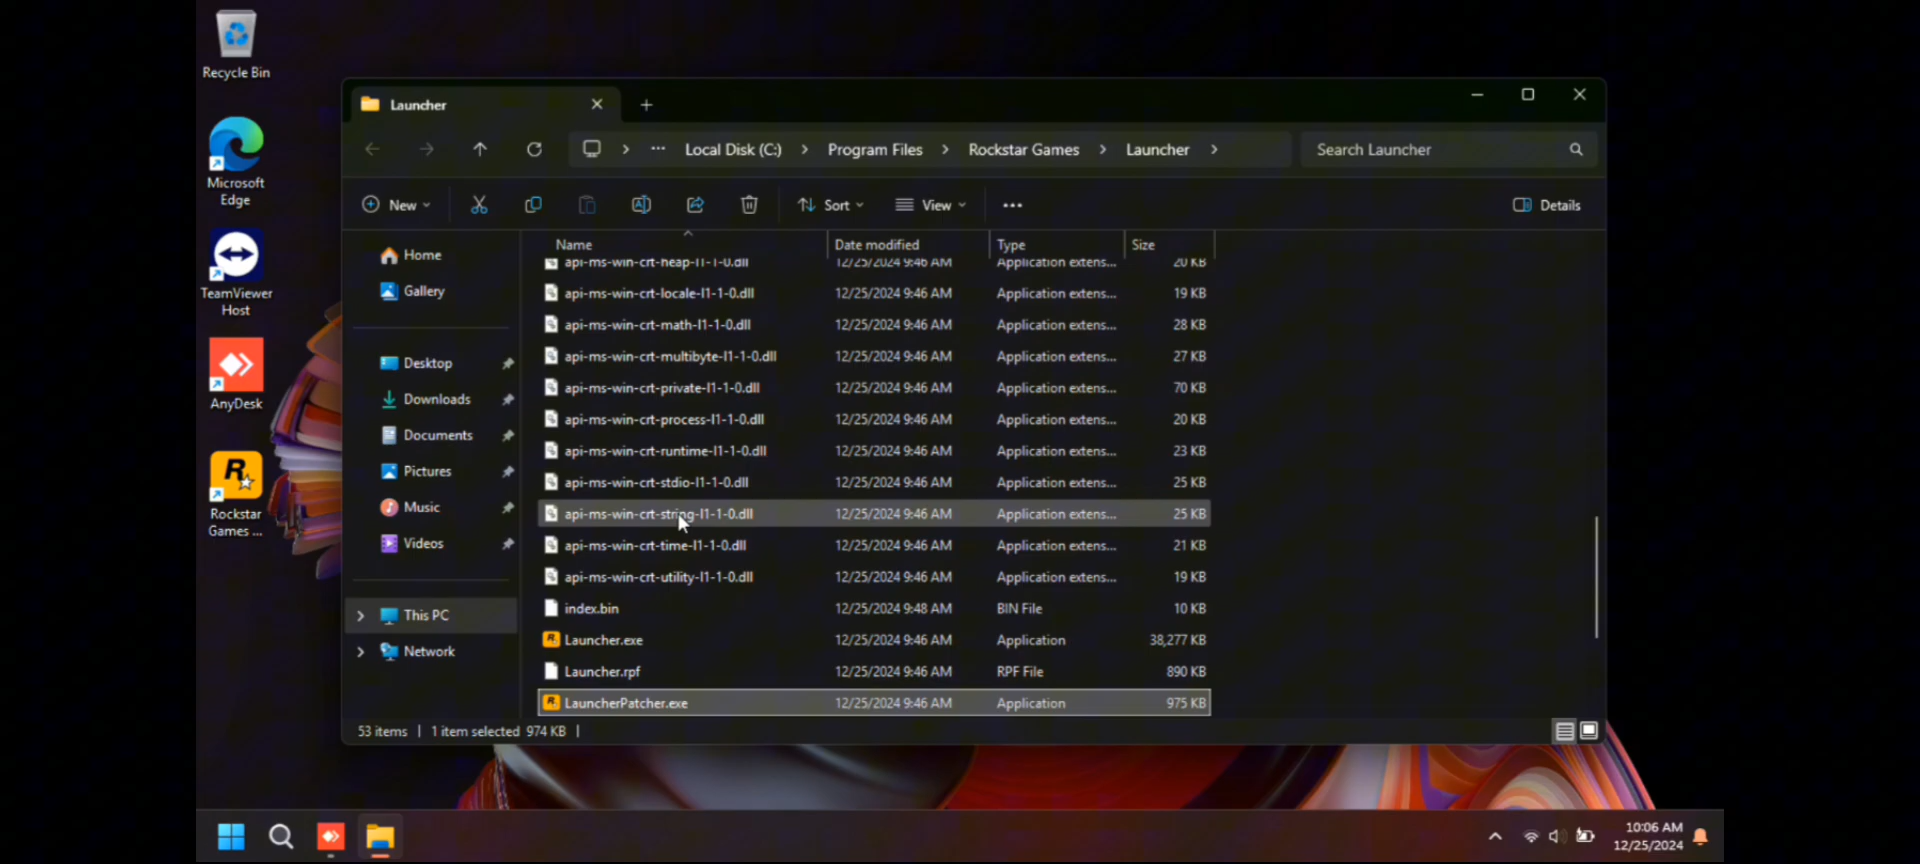 Recycle Bin
Microsoft
Edge
TeamViewer
Host
AnyDesk
Rockstar
Games ...
Launcher
Local Disk (C:) > Program Files > Rockstar Games > Launcher >
Search Launcher
New
Sort
View
Details
Home
Gallery
Desktop
Downloads
Documents
Pictures
Music
Videos
This PC
Network
Name Date modified Type Size
api-ms-win-crt-heap-l1-1-0.dll 12/25/2024 9:46 AM Application extens... 20 KB
api-ms-win-crt-locale-l1-1-0.dll 12/25/2024 9:46 AM Application extens... 19 KB
api-ms-win-crt-math-l1-1-0.dll 12/25/2024 9:46 AM Application extens... 28 KB
api-ms-win-crt-multibyte-l1-1-0.dll 12/25/2024 9:46 AM Application extens... 27 KB
api-ms-win-crt-private-l1-1-0.dll 12/25/2024 9:46 AM Application extens... 70 KB
api-ms-win-crt-process-l1-1-0.dll 12/25/2024 9:46 AM Application extens... 20 KB
api-ms-win-crt-runtime-l1-1-0.dll 12/25/2024 9:46 AM Application extens... 23 KB
api-ms-win-crt-stdio-l1-1-0.dll 12/25/2024 9:46 AM Application extens... 25 KB
api-ms-win-crt-string-l1-1-0.dll 12/25/2024 9:46 AM Application extens... 25 KB
api-ms-win-crt-time-l1-1-0.dll 12/25/2024 9:46 AM Application extens... 21 KB
api-ms-win-crt-utility-l1-1-0.dll 12/25/2024 9:46 AM Application extens... 19 KB
index.bin 12/25/2024 9:48 AM BIN File 10 KB
Launcher.exe 12/25/2024 9:46 AM Application 38,277 KB
Launcher.rpf 12/25/2024 9:46 AM RPF File 890 KB
LauncherPatcher.exe 12/25/2024 9:46 AM Application 975 KB
53 items | 1 item selected 974 KB |
10:06 AM
12/25/2024